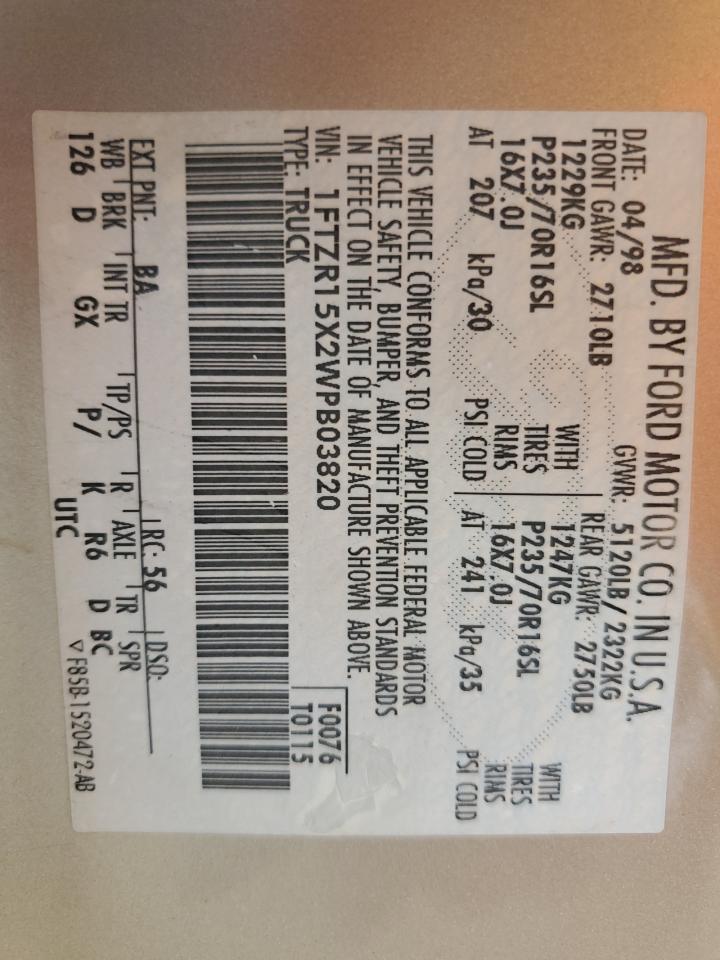 MFD. BY FORD MOTOR CO. IN U.S.A.
DATE: 04/98 GVWR: 5120LB/ 2322KG
FRONT GAWR: 2710LB REAR GAWR: 2750LB
1229KG WITH 1247KG WITH
P235/70R16SL TIRES P235/70R16SL TIRES
16X7.0J RIMS 16X7.0J RIMS
AT 207 kPa/30 PSI COLD AT 241 kPa/35 PSI COLD
THIS VEHICLE CONFORMS TO ALL APPLICABLE FEDERAL MOTOR
VEHICLE SAFETY, BUMPER, AND THEFT PREVENTION STANDARDS
IN EFFECT ON THE DATE OF MANUFACTURE SHOWN ABOVE.
VIN: 1FTZR15X2WPB03820 F0076
TYPE: TRUCK T0115
EXT PNT: BA RC: 56 DSO:
WB BRK INT TR TP/PS R AXLE TR SPR
126 D GX P/ K R6 D BC
UTC ▽ F85B-1520472-AB